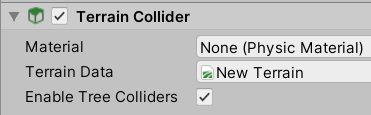 Terrain Collider
Material None (Physic Material)
Terrain Data New Terrain
Enable Tree Colliders